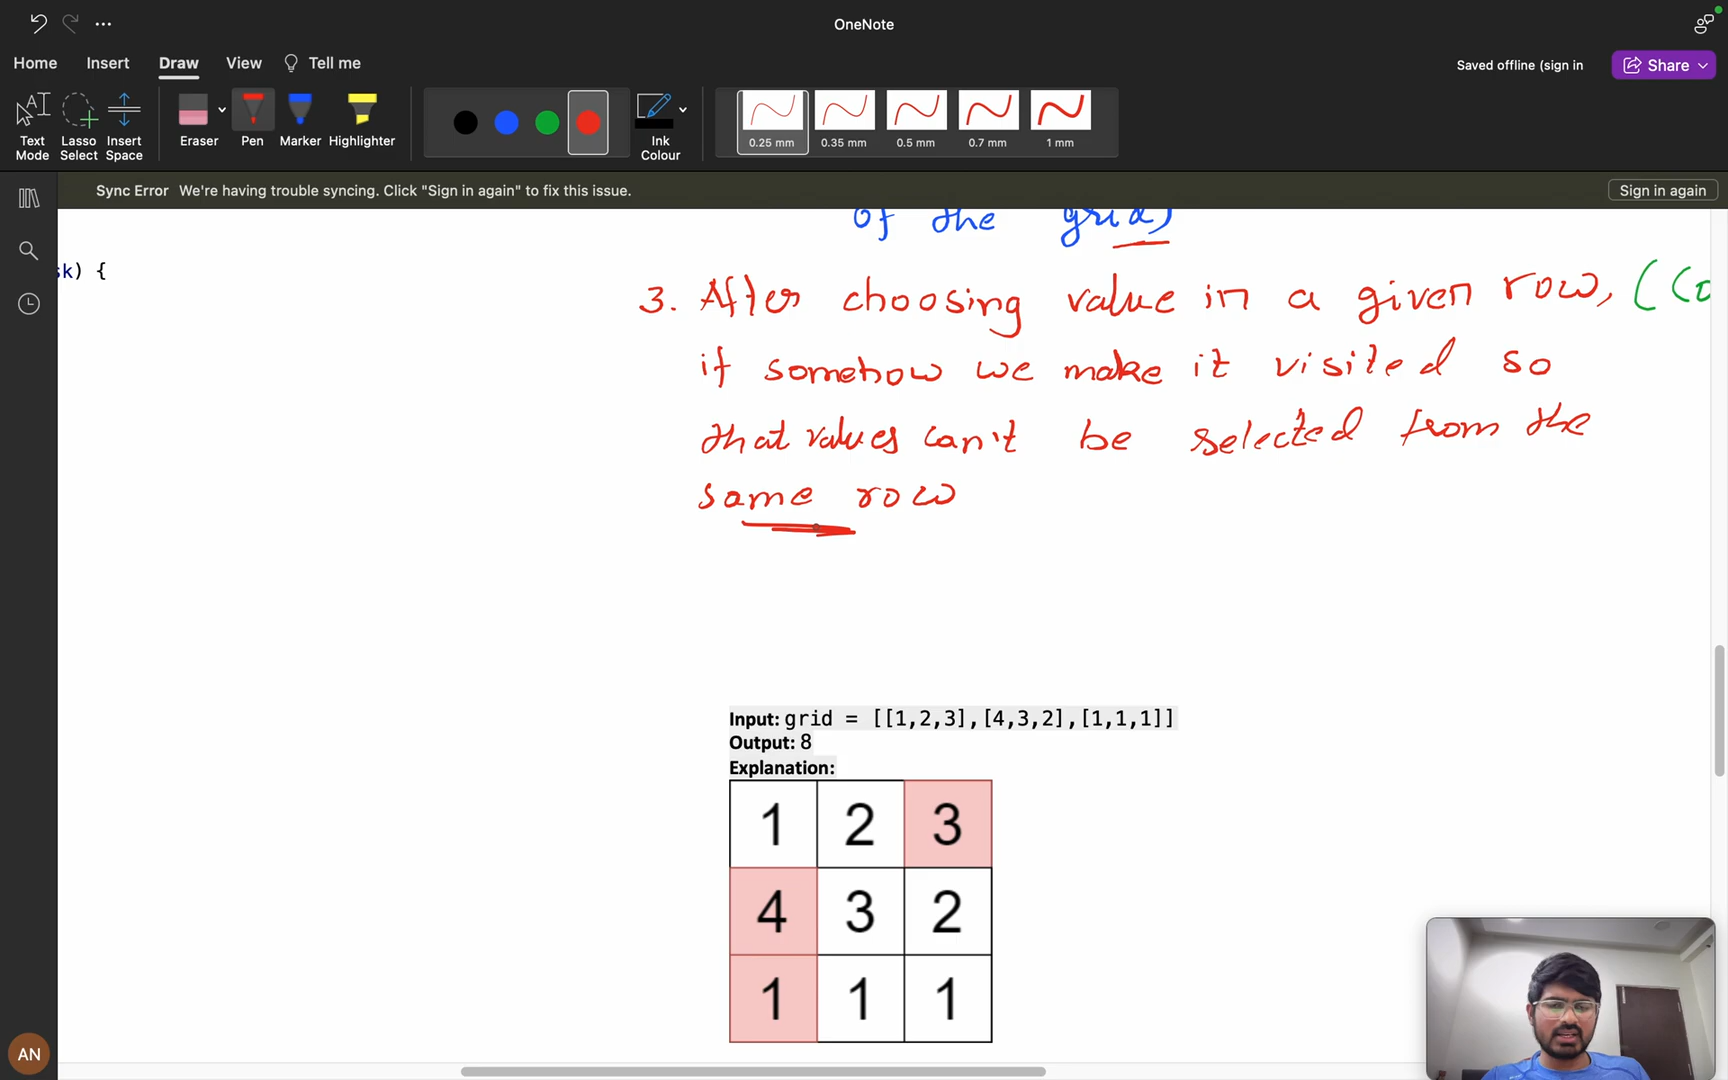 OneNote
Home Insert Draw View Tell me
Saved offline (sign in
Share
Text Mode
Lasso Select
Insert Space
Eraser
Pen
Marker
Highlighter
Ink Colour
0.25 mm
0.35 mm
0.5 mm
0.7 mm
1 mm
Sync Error We're having trouble syncing. Click "Sign in again" to fix this issue.
Sign in again
of the grid)
sk) {
3. After choosing value in a given row, ((
if somehow we make it visited so
that values can't be selected from the
same row
Input: grid = [[1,2,3],[4,3,2],[1,1,1]]
Output: 8
Explanation:
1 2 3
4 3 2
1 1 1
AN